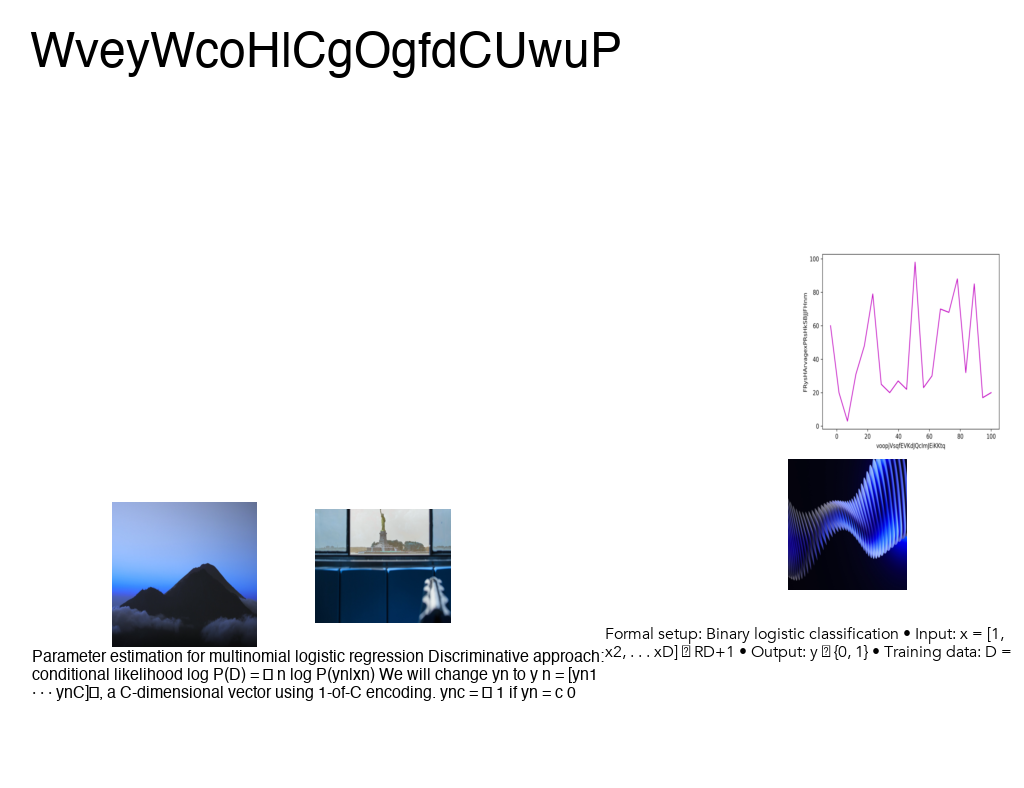 WveyWcoHlCgOgfdCUwuP
100
80
60
40
20
0
0 20 40 60 80 100
Parameter estimation for multinomial logistic regression Discriminative approach:
conditional likelihood log P(D) = □ n log P(yn|xn) We will change yn to y n = [yn1
· · · ynC]□, a C-dimensional vector using 1-of-C encoding. ync = □ 1 if yn = c 0
Formal setup: Binary logistic classification • Input: x = [1,
x2, . . . xD] □ RD+1 • Output: y □ {0, 1} • Training data: D =